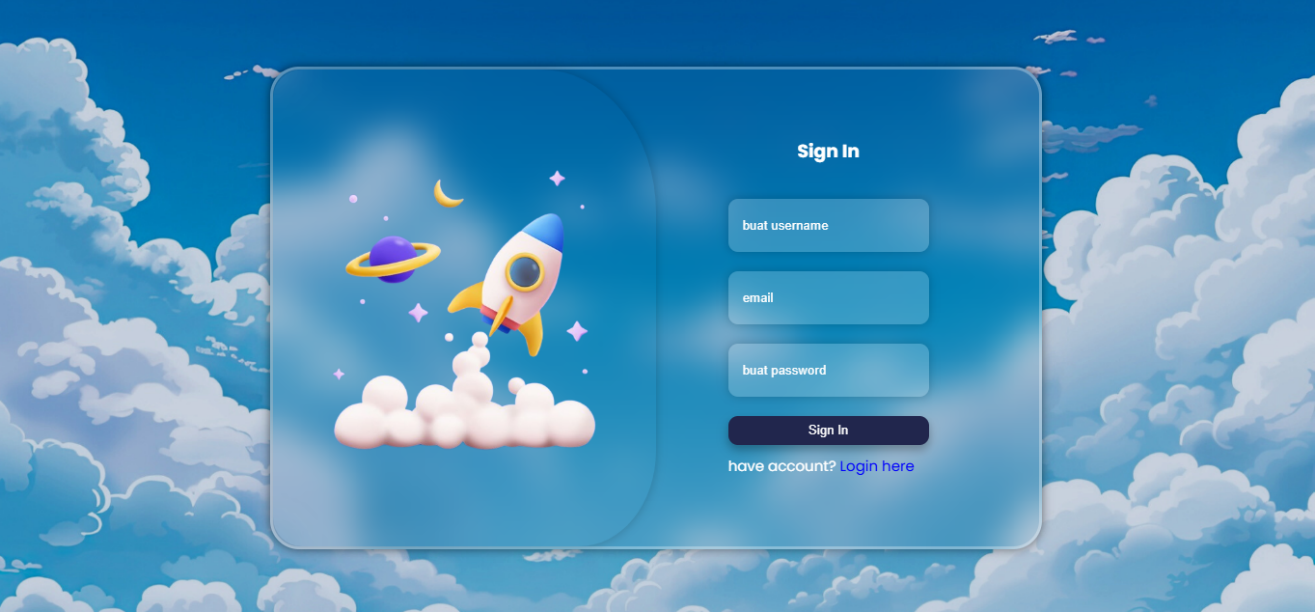 Sign In
buat username
email
buat password
Sign In
have account? Login here